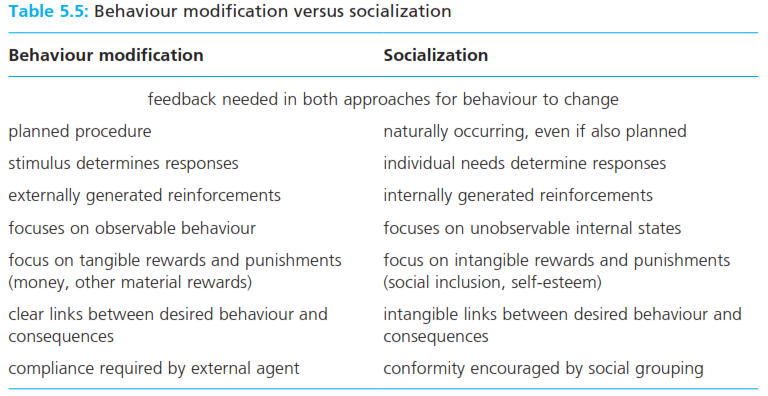 Table 5.5: Behaviour modification versus socialization
Behaviour modification Socialization
feedback needed in both approaches for behaviour to change
planned procedure naturally occurring, even if also planned
stimulus determines responses individual needs determine responses
externally generated reinforcements internally generated reinforcements
focuses on observable behaviour focuses on unobservable internal states
focus on tangible rewards and punishments focus on intangible rewards and punishments
(money, other material rewards) (social inclusion, self-esteem)
clear links between desired behaviour and intangible links between desired behaviour and
consequences consequences
compliance required by external agent conformity encouraged by social grouping